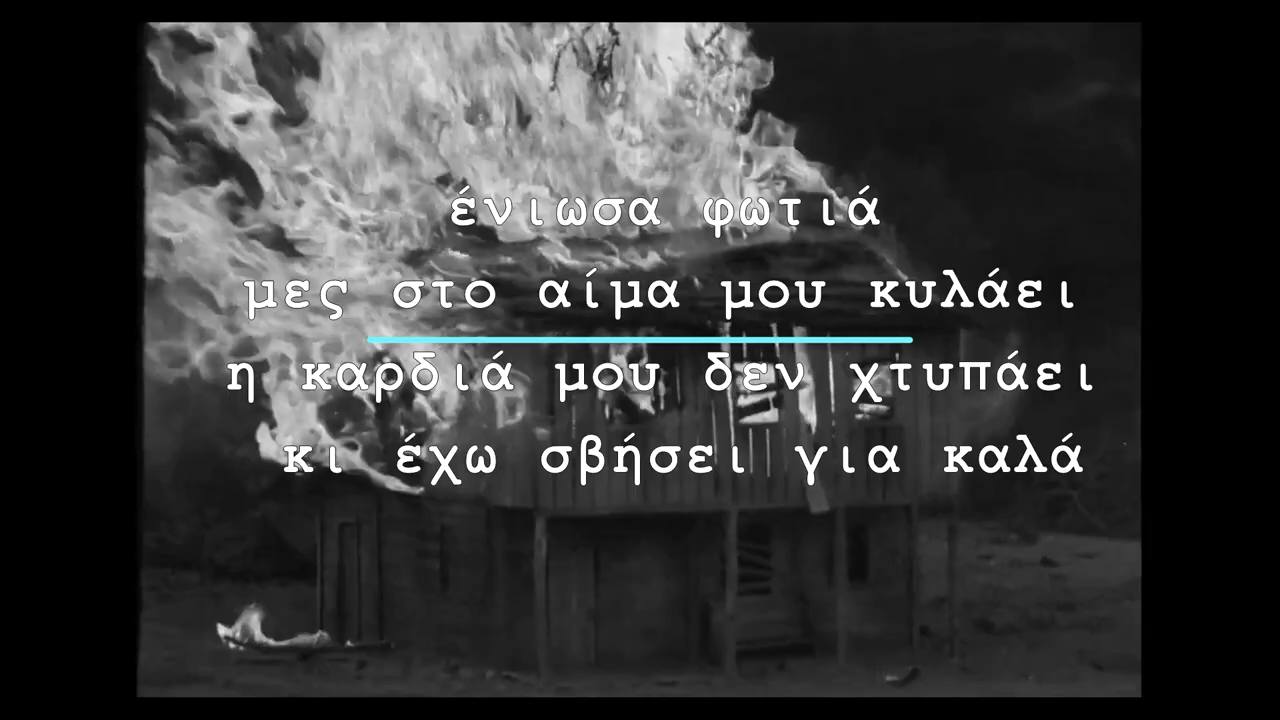 ένιωσα φωτιά
μες στο αίμα μου κυλάει
η καρδιά μου δεν χτυπάει
κι έχω σβήσει για καλά